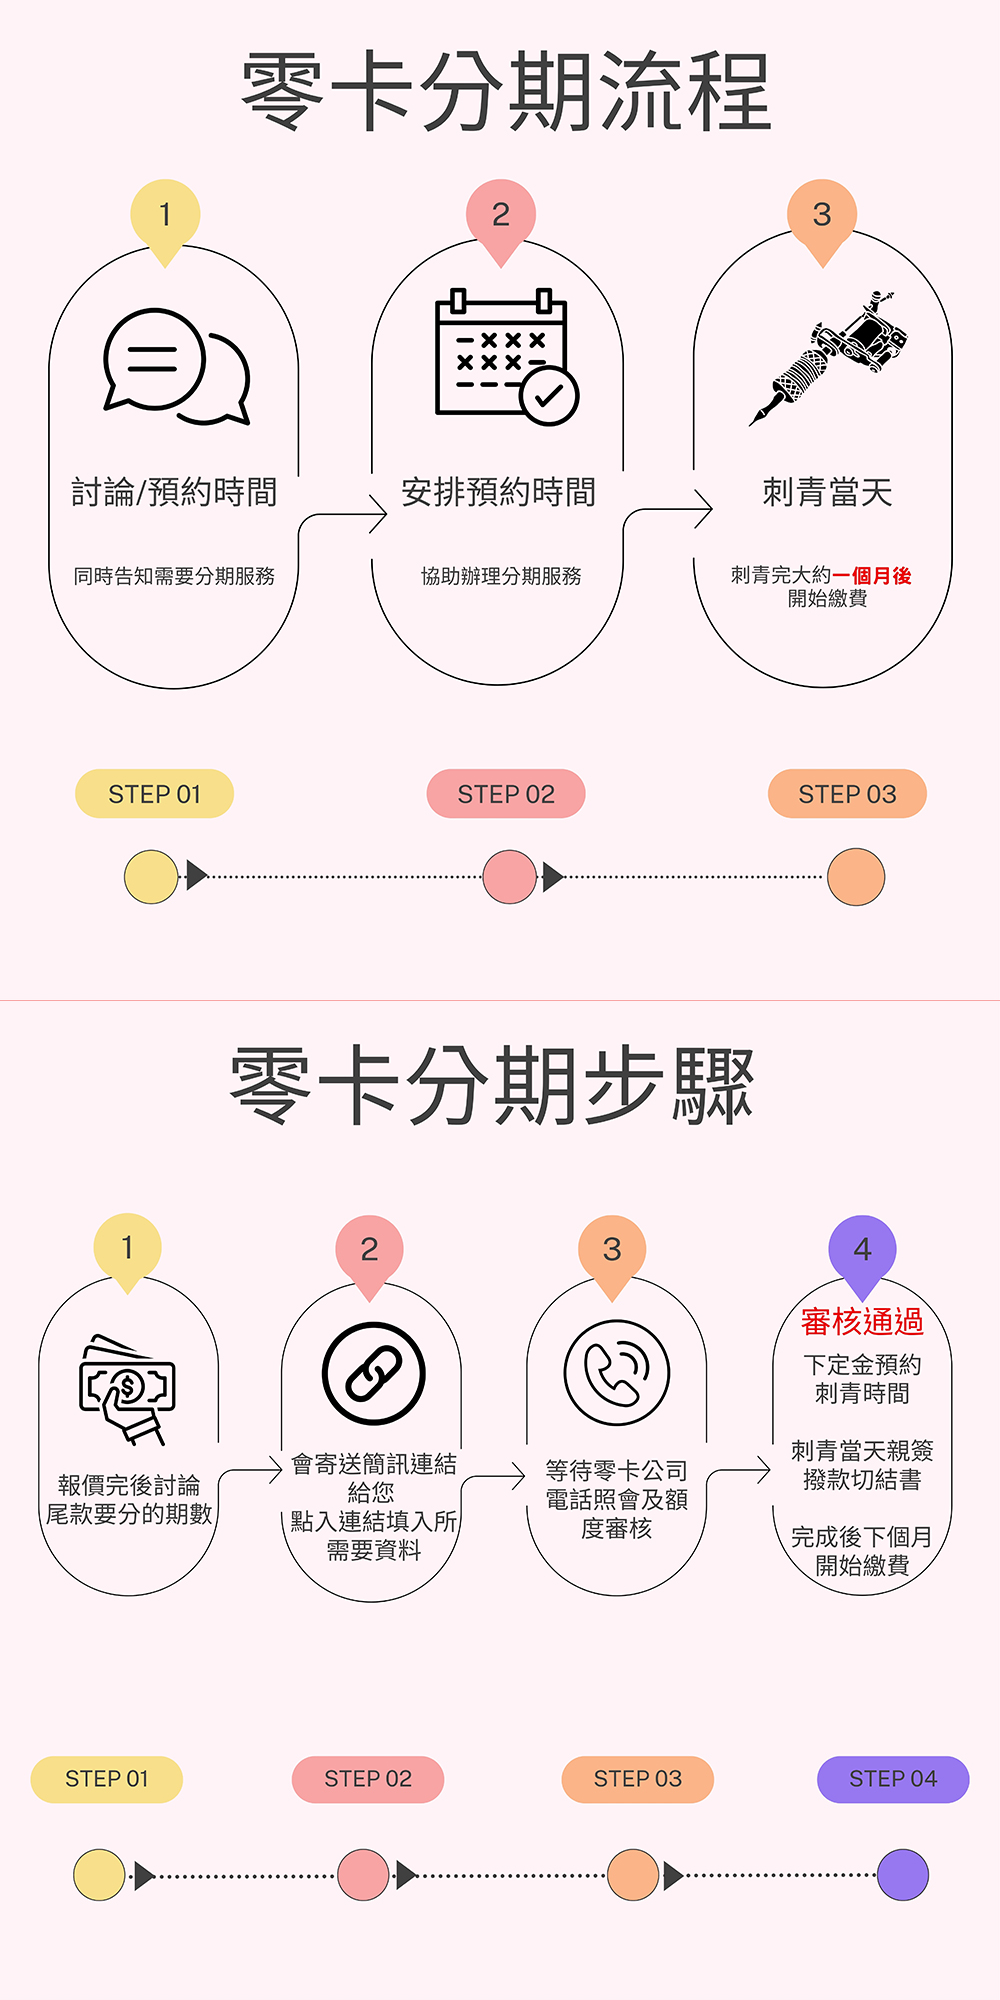 零卡分期流程
1
2
3
討論/預約時間
同時告知需要分期服務
安排預約時間
協助辦理分期服務
刺青當天
刺青完大約一個月後
開始繳費
STEP 01
STEP 02
STEP 03
零卡分期步驟
1
2
3
4
報價完後討論
尾款要分的期數
會寄送簡訊連結
給您
點入連結填入所
需要資料
等待零卡公司
電話照會及額
度審核
審核通過
下定金預約
刺青時間
刺青當天親簽
撥款切結書
完成後下個月
開始繳費
STEP 01
STEP 02
STEP 03
STEP 04